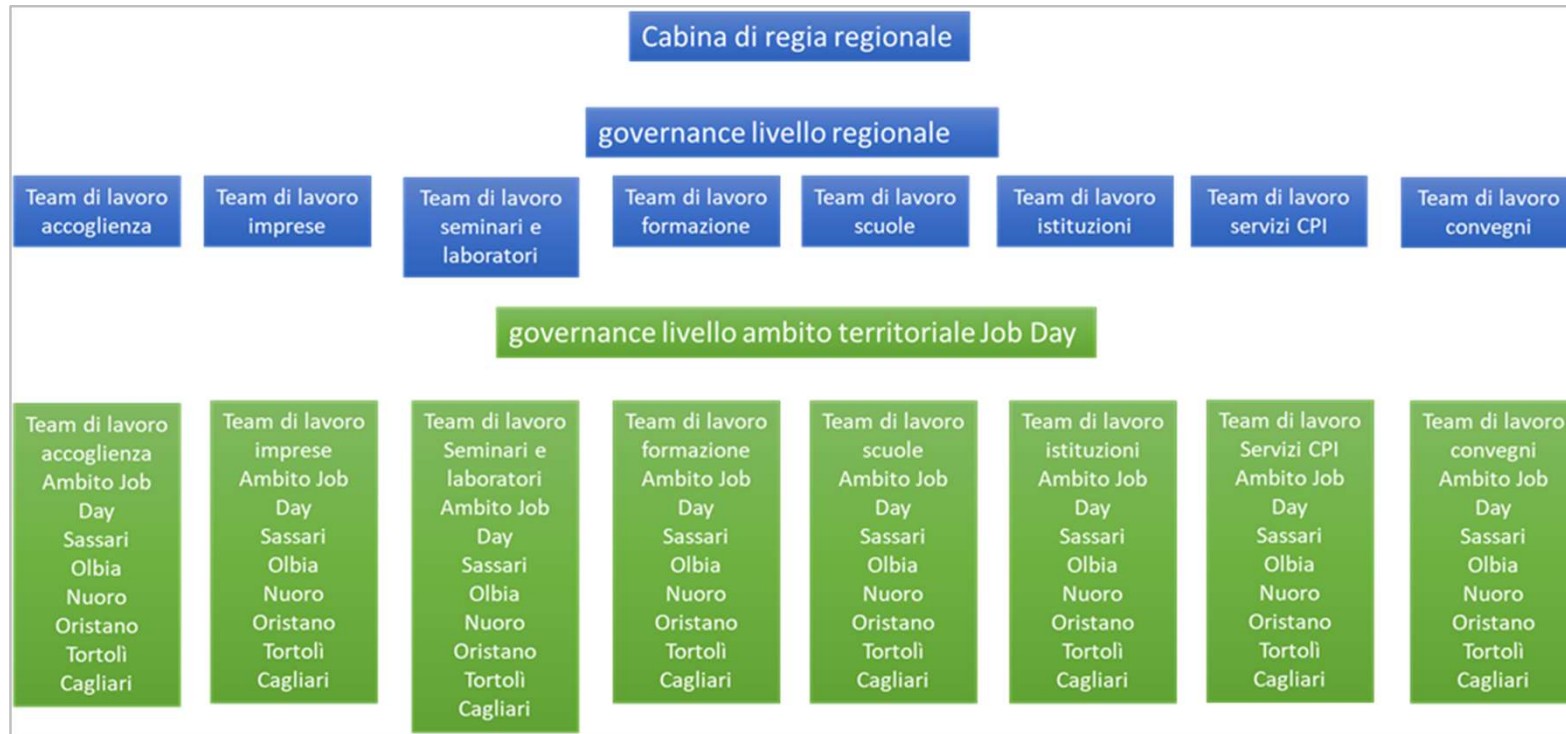 Cabina di regia regionale
governance livello regionale
Team di lavoro
accoglienza
Team di lavoro
imprese
Team di lavoro
seminari e
laboratori
Team di lavoro
formazione
Team di lavoro
scuole
Team di lavoro
istituzioni
Team di lavoro
servizi CPI
Team di lavoro
convegni
governance livello ambito territoriale Job Day
Team di lavoro
accoglienza
Ambito Job
Day
Sassari
Olbia
Nuoro
Oristano
Tortolì
Cagliari
Team di lavoro
imprese
Ambito Job
Day
Sassari
Olbia
Nuoro
Oristano
Tortolì
Cagliari
Team di lavoro
Seminari e
laboratori
Ambito Job
Day
Sassari
Olbia
Nuoro
Oristano
Tortolì
Cagliari
Team di lavoro
formazione
Ambito Job
Day
Sassari
Olbia
Nuoro
Oristano
Tortolì
Cagliari
Team di lavoro
scuole
Ambito Job
Day
Sassari
Olbia
Nuoro
Oristano
Tortolì
Cagliari
Team di lavoro
istituzioni
Ambito Job
Day
Sassari
Olbia
Nuoro
Oristano
Tortolì
Cagliari
Team di lavoro
Servizi CPI
Ambito Job
Day
Sassari
Olbia
Nuoro
Oristano
Tortolì
Cagliari
Team di lavoro
convegni
Ambito Job
Day
Sassari
Olbia
Nuoro
Oristano
Tortolì
Cagliari